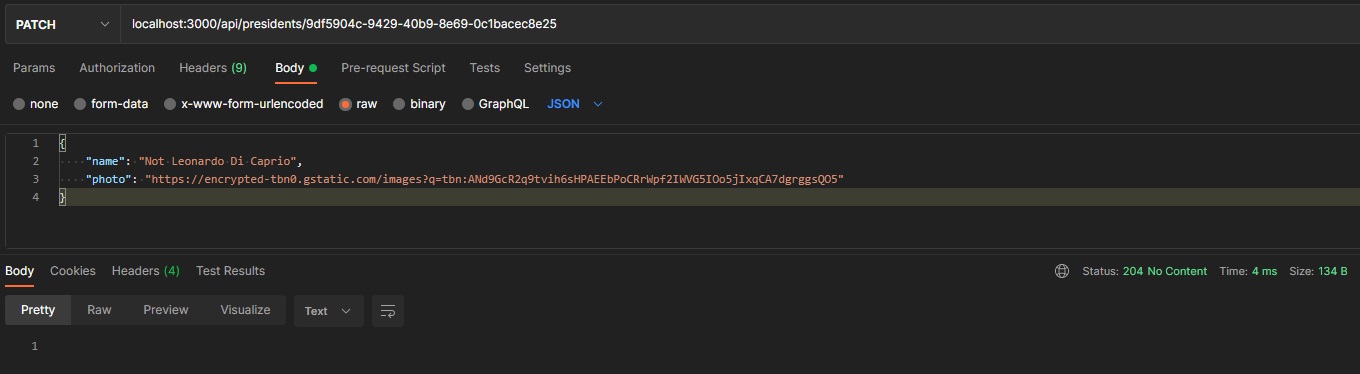 PATCH localhost:3000/api/presidents/9df5904c-9429-40b9-8e69-0c1bacec8e25
Params Authorization Headers (9) Body Pre-request Script Tests Settings
none form-data x-www-form-urlencoded raw binary GraphQL JSON
1 {
2 "name": "Not Leonardo Di Caprio",
3 "photo": "https://encrypted-tbn0.gstatic.com/images?q=tbn:ANd9GcR2q9tvih6sHPAEEbPoCRrWpf2IWVG5IOo5jIxqCA7dgrggsQO5"
4 }
Body Cookies Headers (4) Test Results Status: 204 No Content Time: 4 ms Size: 134 B
Pretty Raw Preview Visualize Text
1